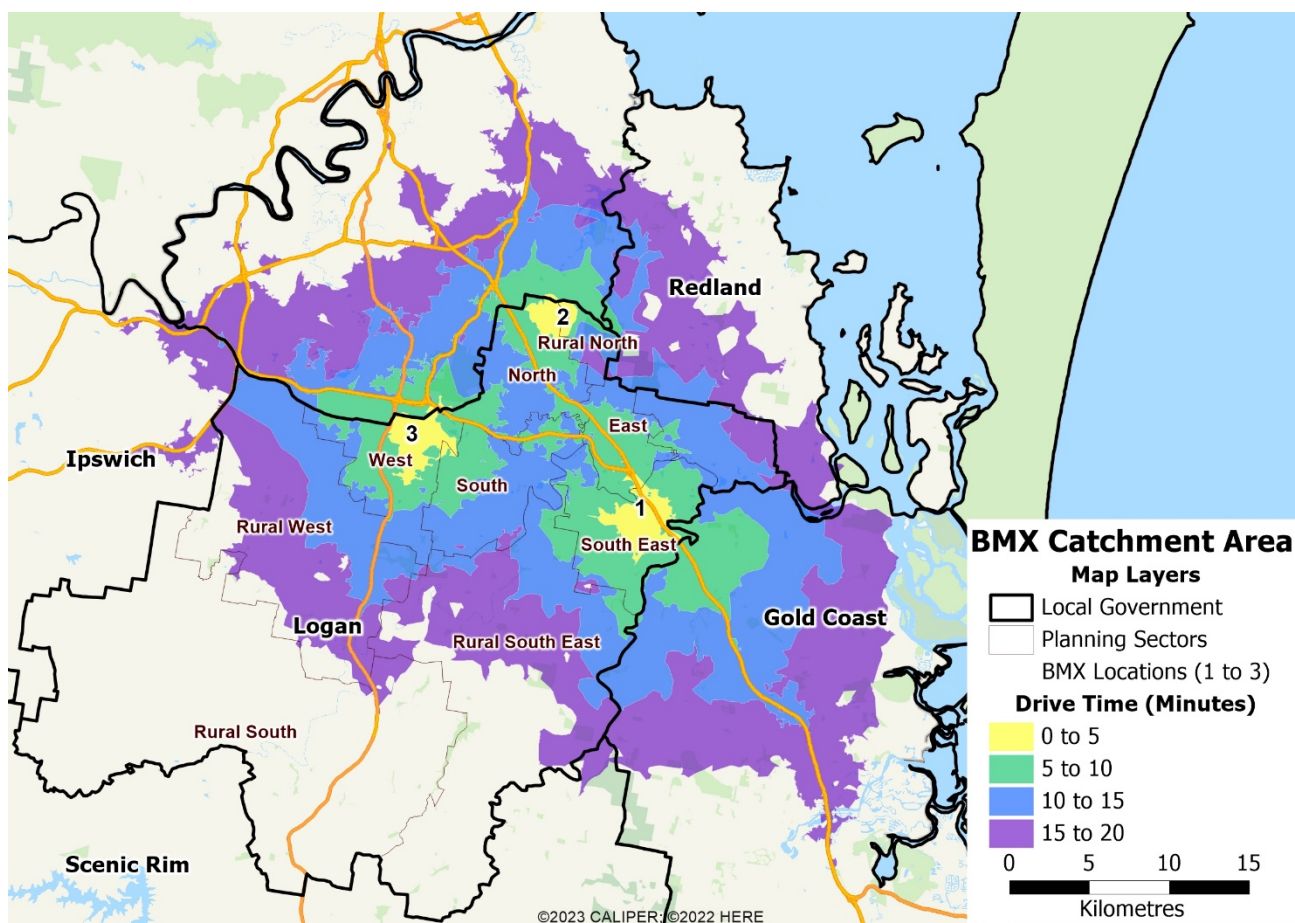 2
Redland
Rural North
North
East
3
West
Ipswich
South
1
Rural West
South East
Logan
Gold Coast
Rural South East
Rural South
Scenic Rim
BMX Catchment Area
Map Layers
Local Government
Planning Sectors
BMX Locations (1 to 3)
Drive Time (Minutes)
0 to 5
5 to 10
10 to 15
15 to 20
0 5 10 15
Kilometres
©2023 CALIPER; ©2022 HERE